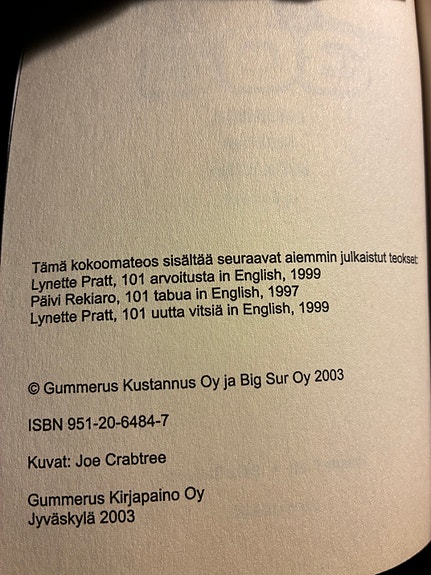 Tämä kokoomateos sisältää seuraavat aiemmin julkaistut teokset:
Lynette Pratt, 101 arvoitusta in English, 1999
Päivi Rekiaro, 101 tabua in English, 1997
Lynette Pratt, 101 uutta vitsiä in English, 1999
© Gummerus Kustannus Oy ja Big Sur Oy 2003
ISBN 951-20-6484-7
Kuvat: Joe Crabtree
Gummerus Kirjapaino Oy
Jyväskylä 2003